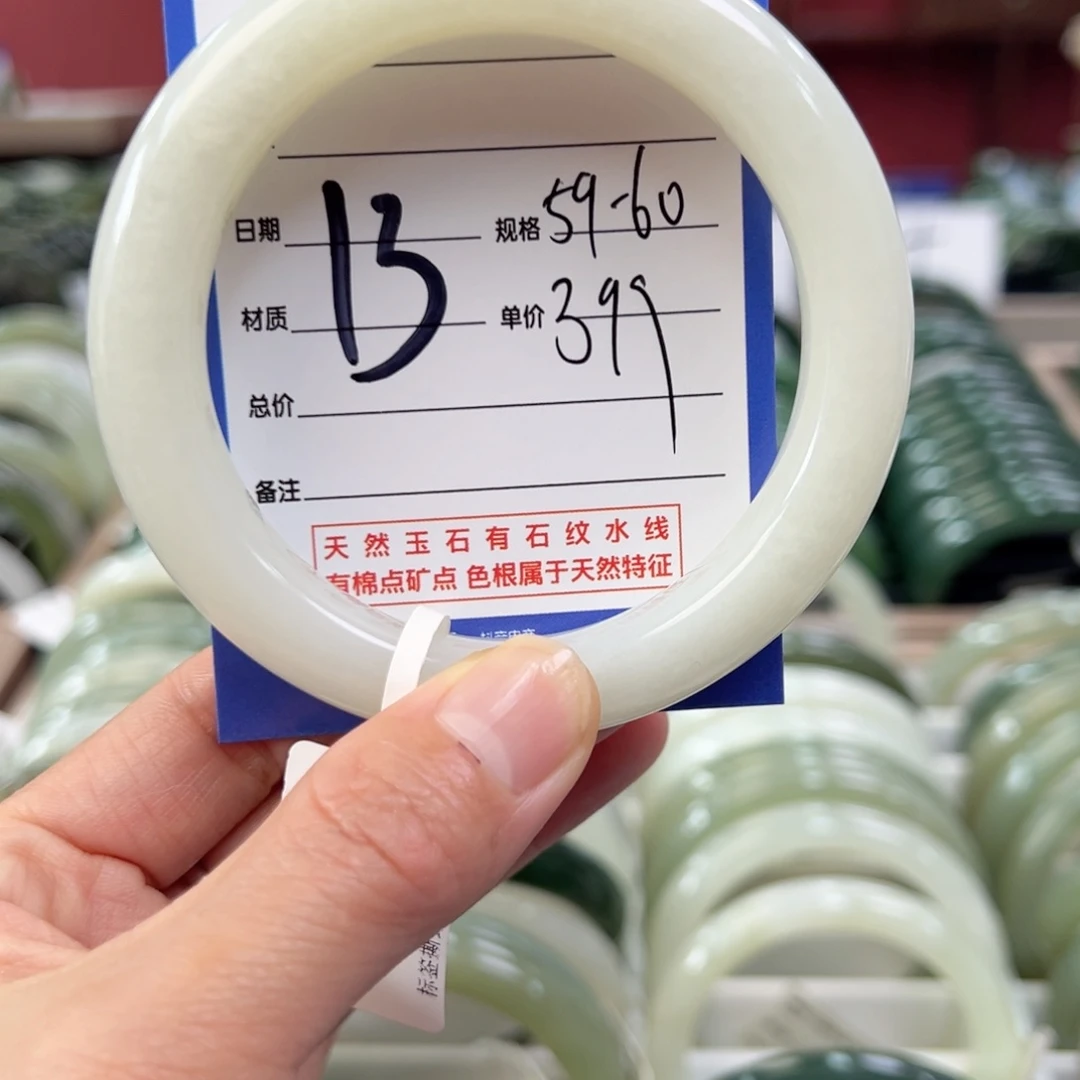 日期 13 规格 59-60
材质 单价 399
总价
备注
天然玉石有石纹水线
有棉点矿点 色根属于天然特征